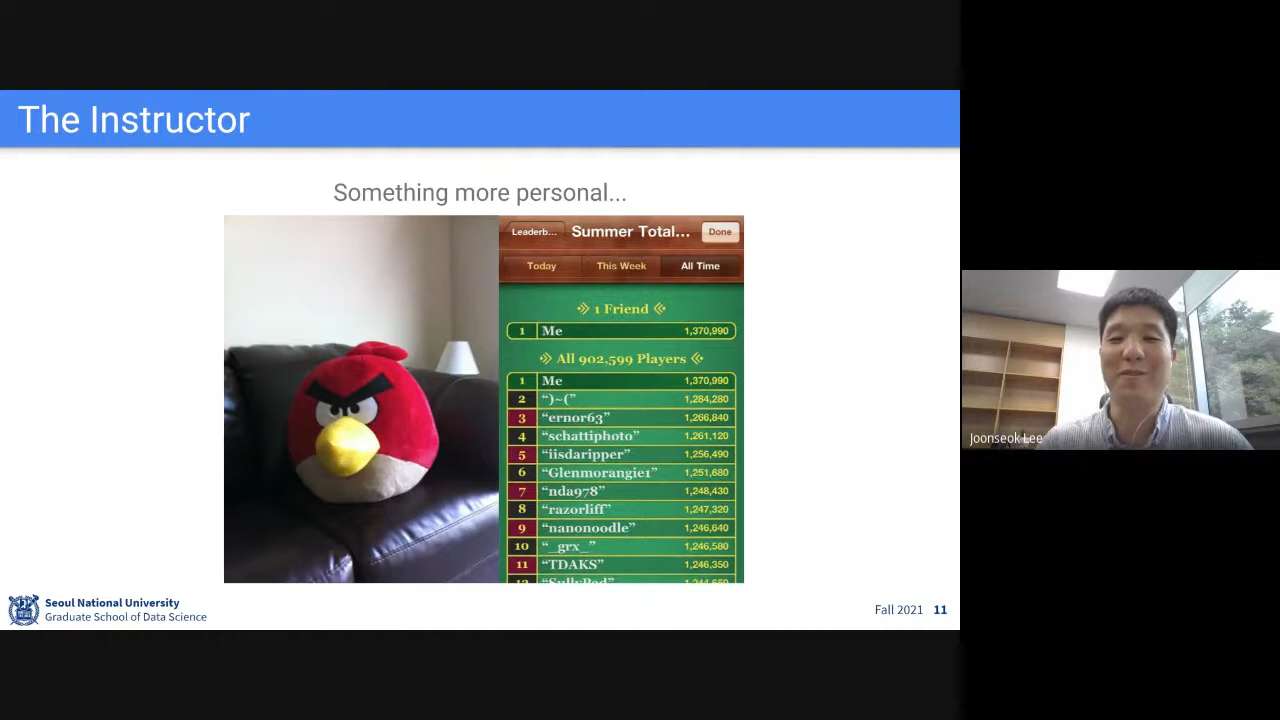 The Instructor
Something more personal...
Leaderb... Summer Total... Done
Today This Week All Time
1 Friend
1 Me 1,370,990
All 902,599 Players
1 Me 1,370,990
2 “)~(” 1,284,280
3 “ernor63” 1,266,840
4 “schattiphoto” 1,261,120
5 “iisdaripper” 1,256,490
6 “Glenmorangie1” 1,251,680
7 “nda978” 1,248,430
8 “razorliff” 1,247,320
9 “nanonoodle” 1,246,640
10 “_grx_” 1,246,580
11 “TDAKS” 1,246,350
Joonseok Lee
Seoul National University
Graduate School of Data Science
Fall 2021 11